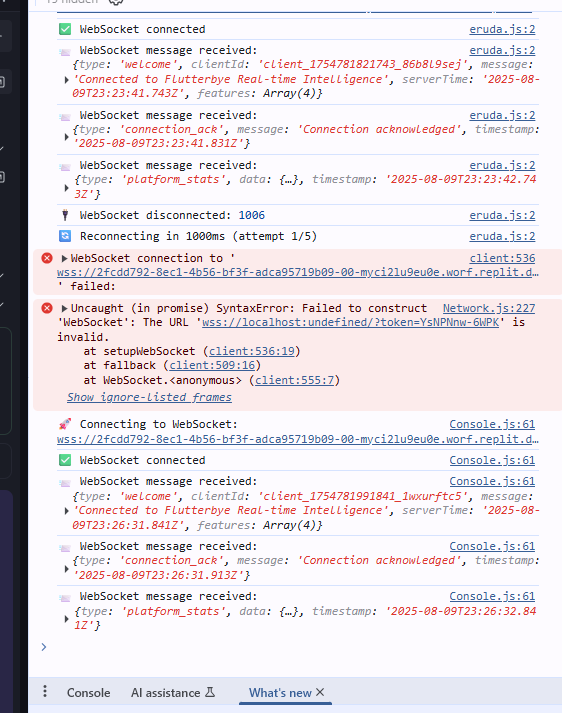 WebSocket connected eruda.js:2
WebSocket message received: eruda.js:2
{type: 'welcome', clientId: 'client_1754781821743_86b8l9sej', message:
'Connected to Flutterbye Real-time Intelligence', serverTime: '2025-08-
09T23:23:41.743Z', features: Array(4)}
WebSocket message received: eruda.js:2
{type: 'connection_ack', message: 'Connection acknowledged', timestamp:
'2025-08-09T23:23:41.831Z'}
WebSocket message received: eruda.js:2
{type: 'platform_stats', data: {…}, timestamp: '2025-08-09T23:23:42.74
3Z'}
WebSocket disconnected: 1006 eruda.js:2
Reconnecting in 1000ms (attempt 1/5) eruda.js:2
WebSocket connection to ' client:536
wss://2fcdd792-8ec1-4b56-bf3f-adca95719b09-00-myci2lu9eu0e.worf.replit.d…
' failed:
Uncaught (in promise) SyntaxError: Failed to construct Network.js:227
'WebSocket': The URL 'wss://localhost:undefined/?token=YsNPNnw-6WPK' is
invalid.
at setupWebSocket (client:536:19)
at fallback (client:509:16)
at WebSocket.<anonymous> (client:555:7)
Show ignore-listed frames
Connecting to WebSocket: Console.js:61
wss://2fcdd792-8ec1-4b56-bf3f-adca95719b09-00-myci2lu9eu0e.worf.replit.d…
WebSocket connected Console.js:61
WebSocket message received: Console.js:61
{type: 'welcome', clientId: 'client_1754781991841_1wxurftc5', message:
'Connected to Flutterbye Real-time Intelligence', serverTime: '2025-08-
09T23:26:31.841Z', features: Array(4)}
WebSocket message received: Console.js:61
{type: 'connection_ack', message: 'Connection acknowledged', timestamp:
'2025-08-09T23:26:31.913Z'}
WebSocket message received: Console.js:61
{type: 'platform_stats', data: {…}, timestamp: '2025-08-09T23:26:32.84
1Z'}
Console AI assistance What's new